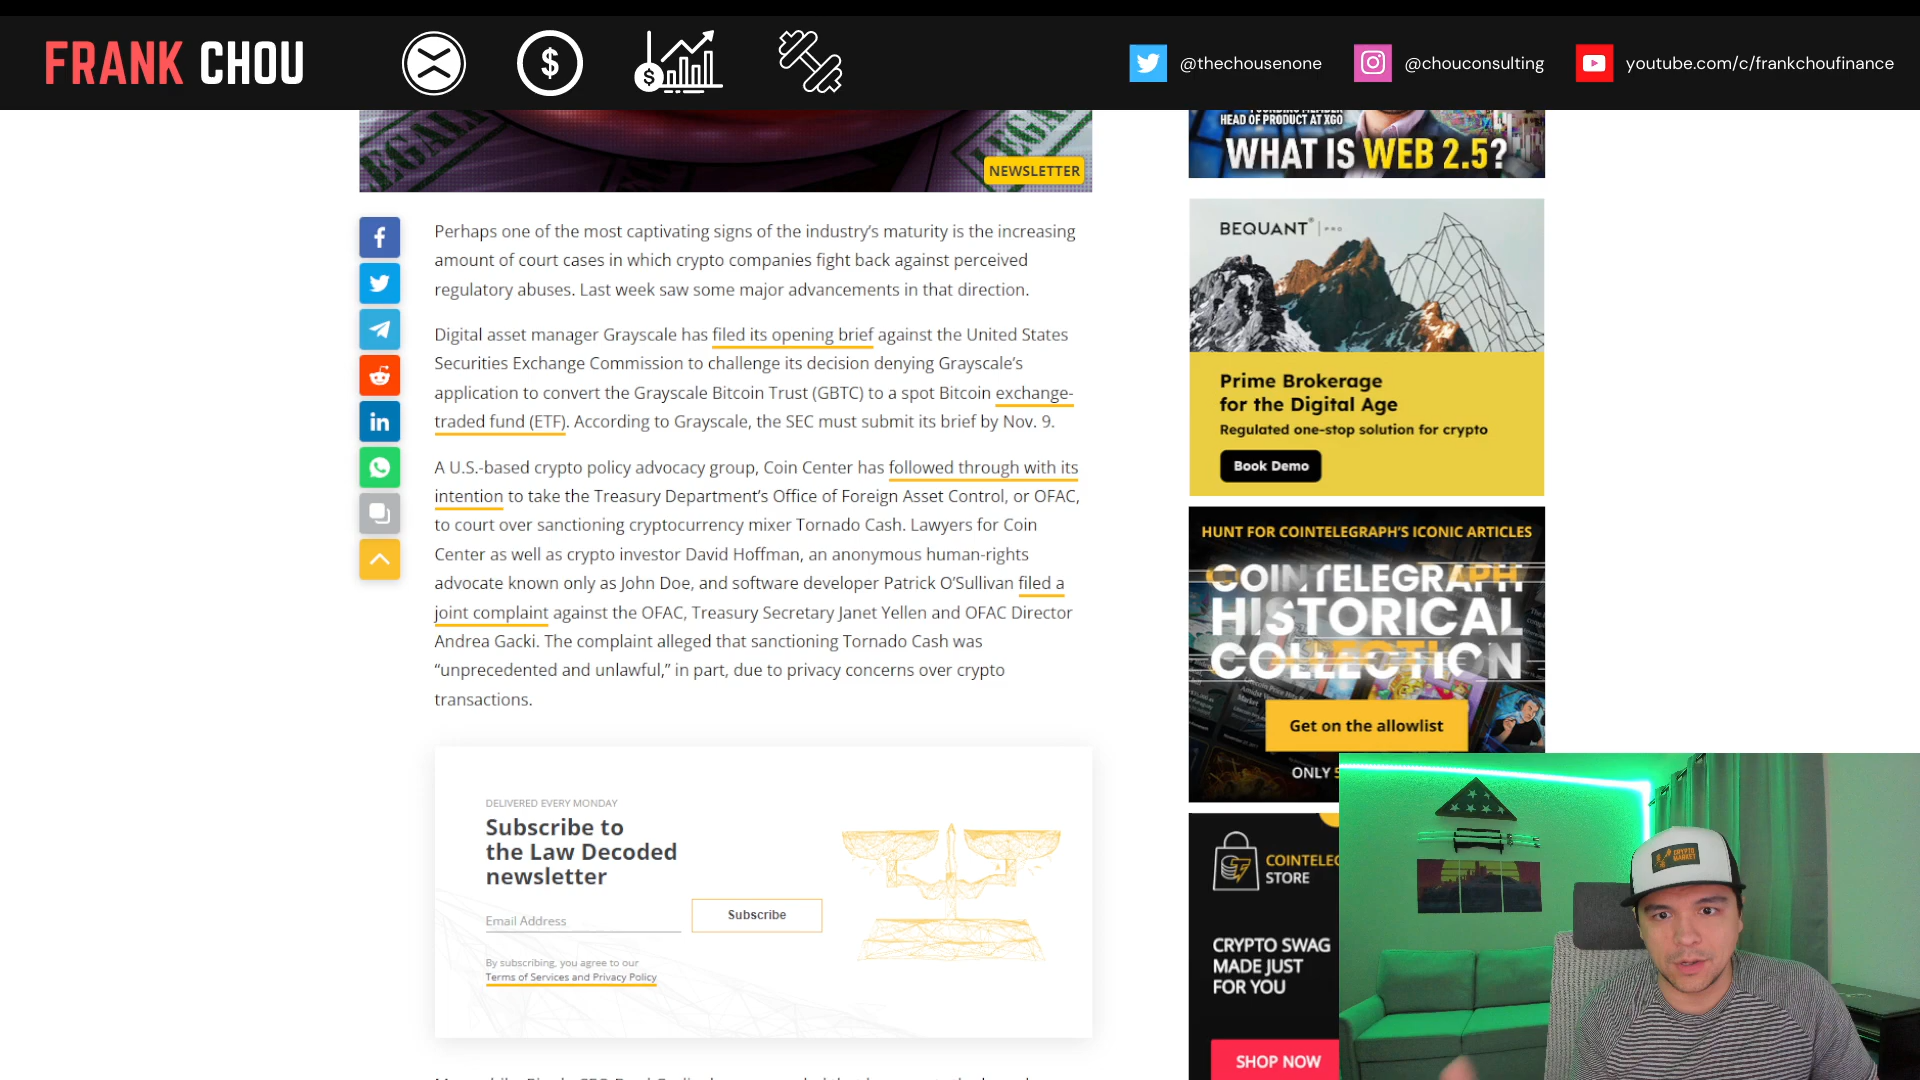 FRANK CHOU
@thechousenone
@chouconsulting
youtube.com/c/frankchoufinance
HEAD OF PRODUCT AT XGO
WHAT IS WEB 2.5?
NEWSLETTER
Perhaps one of the most captivating signs of the industry’s maturity is the increasing
amount of court cases in which crypto companies fight back against perceived
regulatory abuses. Last week saw some major advancements in that direction.
Digital asset manager Grayscale has filed its opening brief against the United States
Securities Exchange Commission to challenge its decision denying Grayscale’s
application to convert the Grayscale Bitcoin Trust (GBTC) to a spot Bitcoin exchange-
traded fund (ETF). According to Grayscale, the SEC must submit its brief by Nov. 9.
A U.S.-based crypto policy advocacy group, Coin Center has followed through with its
intention to take the Treasury Department’s Office of Foreign Asset Control, or OFAC,
to court over sanctioning cryptocurrency mixer Tornado Cash. Lawyers for Coin
Center as well as crypto investor David Hoffman, an anonymous human-rights
advocate known only as John Doe, and software developer Patrick O’Sullivan filed a
joint complaint against the OFAC, Treasury Secretary Janet Yellen and OFAC Director
Andrea Gacki. The complaint alleged that sanctioning Tornado Cash was
“unprecedented and unlawful,” in part, due to privacy concerns over crypto
transactions.
DELIVERED EVERY MONDAY
Subscribe to
the Law Decoded
newsletter
Email Address
Subscribe
By subscribing, you agree to our
Terms of Services and Privacy Policy
BEQUANT PRO
Prime Brokerage
for the Digital Age
Regulated one-stop solution for crypto
Book Demo
HUNT FOR COINTELEGRAPH’S ICONIC ARTICLES
COINTELEGRAPH
HISTORICAL
COLLECTION
Get on the allowlist
ONLY
COINTELEG
STORE
CRYPTO SWAG
MADE JUST
FOR YOU
SHOP NOW
CRYPTO
MARKET